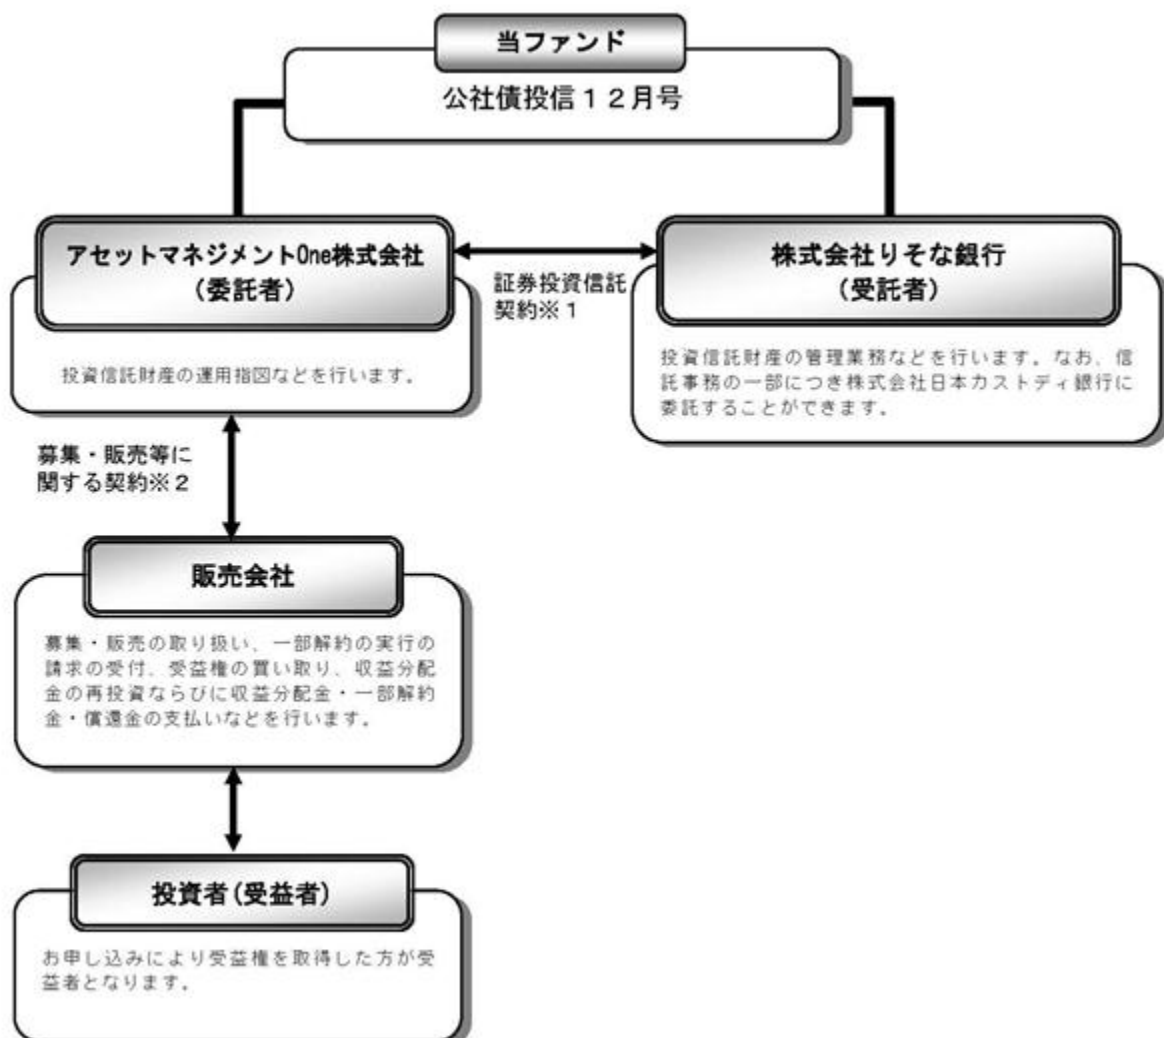 当ファンド
公社債投信１２月号
アセットマネジメントOne株式会社
（委託者）
投資信託財産の運用指図などを行います。
証券投資信託
契約※１
株式会社りそな銀行
（受託者）
投資信託財産の管理業務などを行います。なお、信
託事務の一部につき株式会社日本カストディ銀行に
委託することができます。
募集・販売等に
関する契約※２
販売会社
募集・販売の取り扱い、一部解約の実行の
請求の受付、受益権の買い取り、収益分配
金の再投資ならびに収益分配金・一部解約
金・償還金の支払いなどを行います。
投資者(受益者)
お申し込みにより受益権を取得した方が受
益者となります。